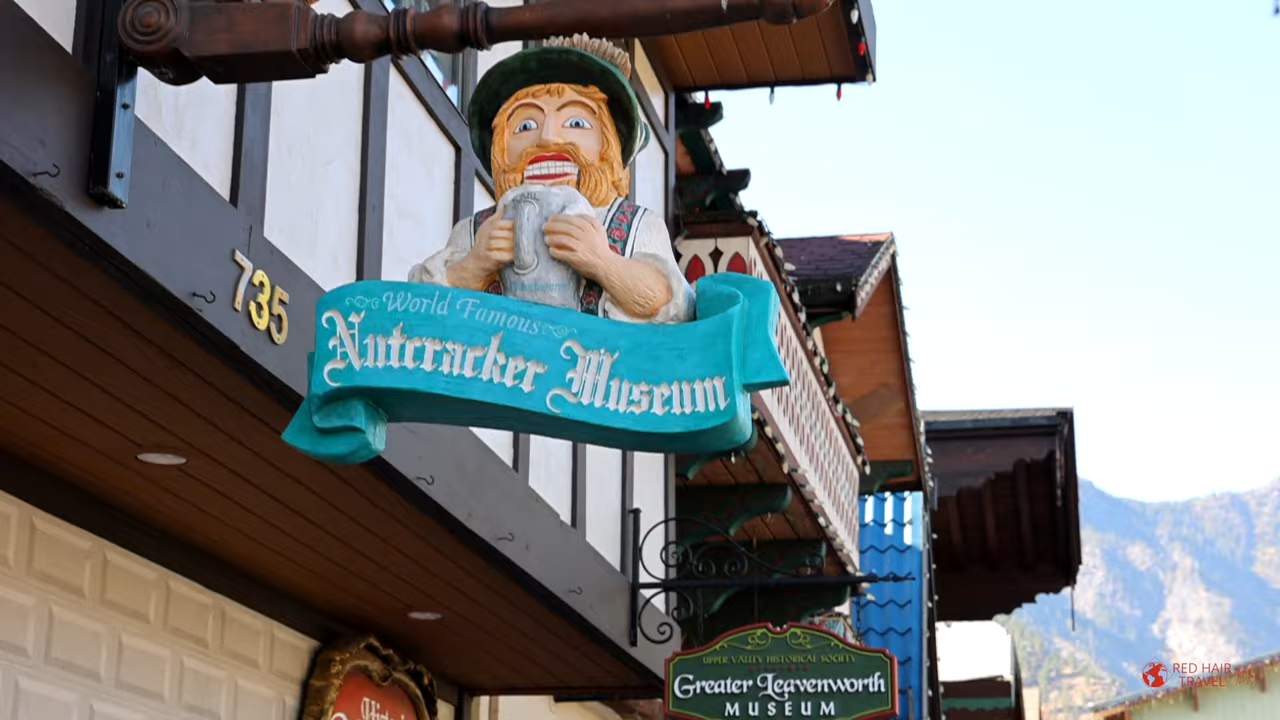 735
World Famous
Nutcracker Museum
UPPER VALLEY HISTORICAL SOCIETY
Greater Leavenworth
MUSEUM
RED HAIR
TRAVEL